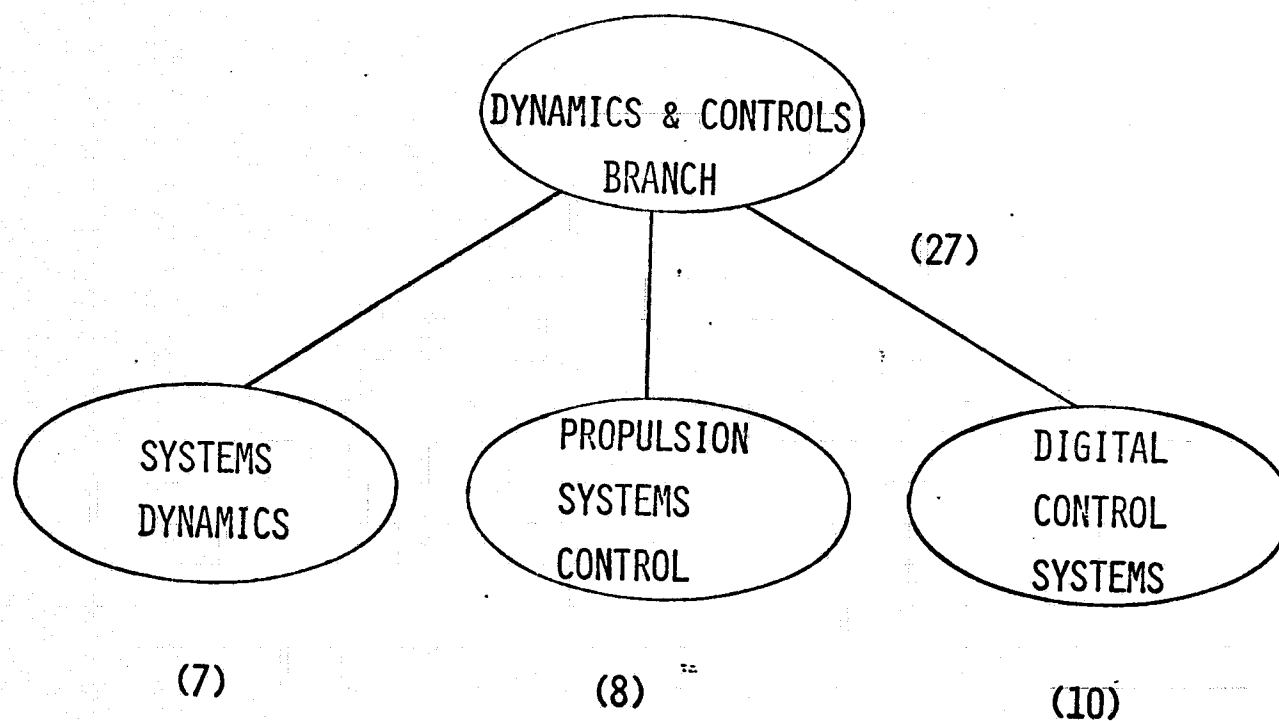 DYNAMICS & CONTROLS
BRANCH
(27)
SYSTEMS
DYNAMICS
PROPULSION
SYSTEMS
CONTROL
DIGITAL
CONTROL
SYSTEMS
(7)
(8)
(10)